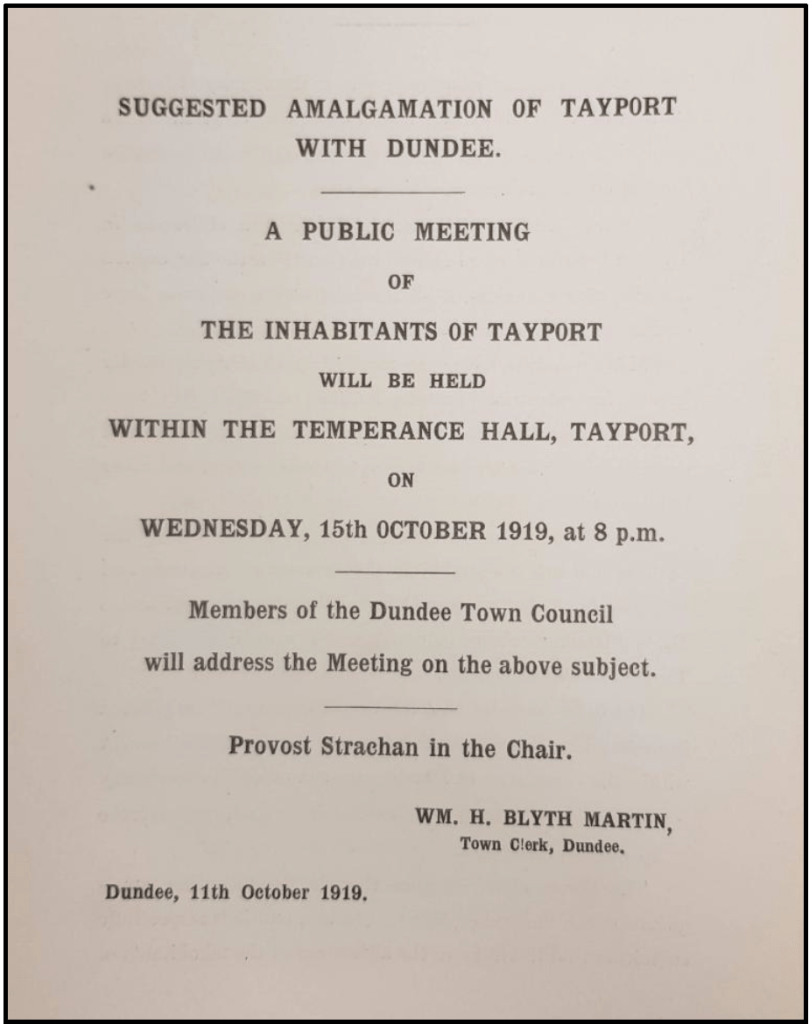 SUGGESTED AMALGAMATION OF TAYPORT
WITH DUNDEE.
A PUBLIC MEETING
OF
THE INHABITANTS OF TAYPORT
WILL BE HELD
WITHIN THE TEMPERANCE HALL, TAYPORT,
ON
WEDNESDAY, 15th OCTOBER 1919, at 8 p.m.
Members of the Dundee Town Council
will address the Meeting on the above subject.
Provost Strachan in the Chair.
WM. H. BLYTH MARTIN,
Town Clerk, Dundee.
Dundee, 11th October 1919.